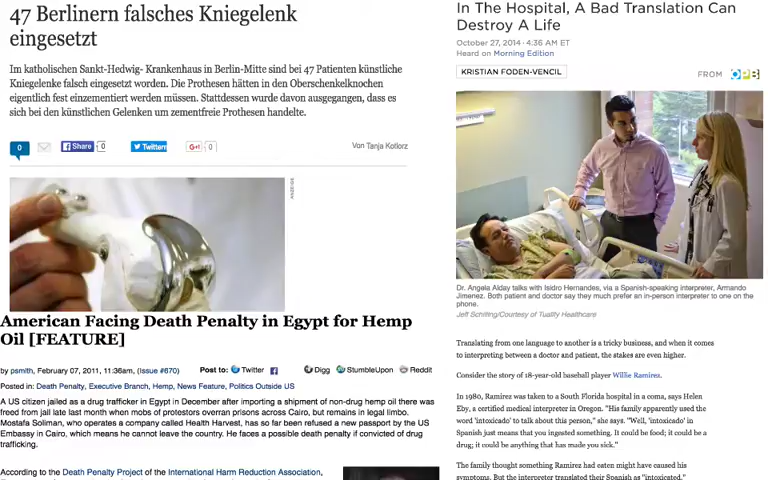 47 Berlinern falsches Kniegelenk
eingesetzt
Im katholischen Sankt-Hedwig- Krankenhaus in Berlin-Mitte sind bei 47 Patienten künstliche
Kniegelenke falsch eingesetzt worden. Die Prothesen hätten in den Oberschenkelknochen
eigentlich fest einzementiert werden müssen. Stattdessen wurde davon ausgegangen, dass es
sich bei den künstlichen Gelenken um zementfreie Prothesen handelte.
0 Share 0 Twittern 0
Von Tanja Kotlorz
American Facing Death Penalty in Egypt for Hemp
Oil [FEATURE]
by psmith, February 07, 2011, 11:36am, (Issue #670) Post to: Twitter Digg StumbleUpon Reddit
Posted in: Death Penalty, Executive Branch, Hemp, News Feature, Politics Outside US
A US citizen jailed as a drug trafficker in Egypt in December after importing a shipment of non-drug hemp oil there was
freed from jail late last month when mobs of protestors overran prisons across Cairo, but remains in legal limbo.
Mostafa Soliman, who operates a company called Health Harvest, has so far been refused a new passport by the US
Embassy in Cairo, which means he cannot leave the country. He faces a possible death penalty if convicted of drug
trafficking.
According to the Death Penalty Project of the International Harm Reduction Association,
In the Hospital, A Bad Translation Can
Destroy A Life
October 27, 2014 · 4:36 AM ET
Heard on Morning Edition
KRISTIAN FODEN-VENCIL
FROM OPB
Dr. Angela Alday talks with Isidro Hernandes, via a Spanish-speaking interpreter, Armando
Jimenez. Both patient and doctor say they much prefer an in-person interpreter to one on the
phone.
Jeff Schilling/Courtesy of Tuality Healthcare
Translating from one language to another is a tricky business, and when it comes
to interpreting between a doctor and patient, the stakes are even higher.
Consider the story of 18-year-old baseball player Willie Ramirez.
In 1980, Ramirez was taken to a South Florida hospital in a coma, says Helen
Eby, a certified medical interpreter in Oregon. "His family apparently used the
word 'intoxicado' to talk about this person," she says. "Well, 'intoxicado' in
Spanish just means that you ingested something. It could be food; it could be a
drug; it could be anything that has made you sick."
The family thought something Ramirez had eaten might have caused his
symptoms. But the interpreter translated their Spanish as "intoxicated."